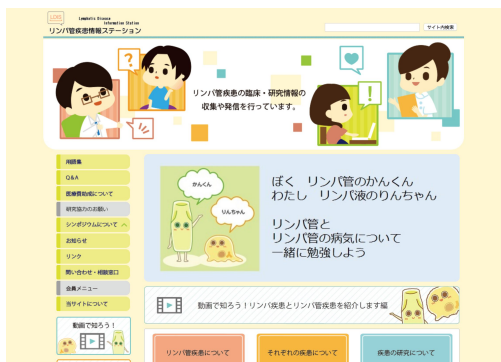 LDIS
Lymphatic Disease
Information Station
リンパ管疾患情報ステーション
サイト内検索
リンパ管疾患の臨床・研究情報の
収集や発信を行っています。
用語集
Q&A
医療費助成について
研究協力のお願い
シンポジウムについて
お知らせ
リンク
問い合わせ・相談窓口
会員メニュー
当サイトについて
動画で知ろう！
かんくん
りんちゃん
ぼく リンパ管のかんくん
わたし リンパ液のりんちゃん
リンパ管と
リンパ管の病気について
一緒に勉強しよう
動画で知ろう！リンパ疾患とリンパ管疾患を紹介します編
リンパ管疾患について
それぞれの疾患について
疾患の研究について